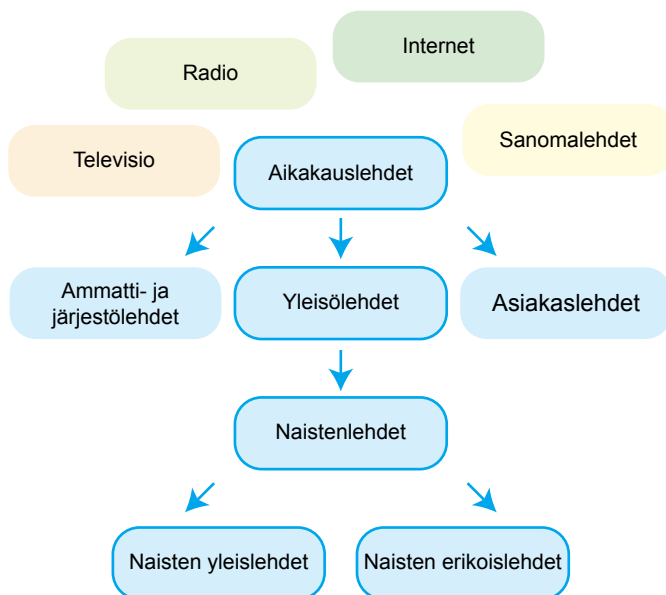 Internet
Radio
Sanomalehdet
Televisio
Aikakauslehdet
Ammatti- ja
järjestölehdet
Yleisölehdet
Asiakaslehdet
Naistenlehdet
Naisten yleislehdet
Naisten erikoislehdet